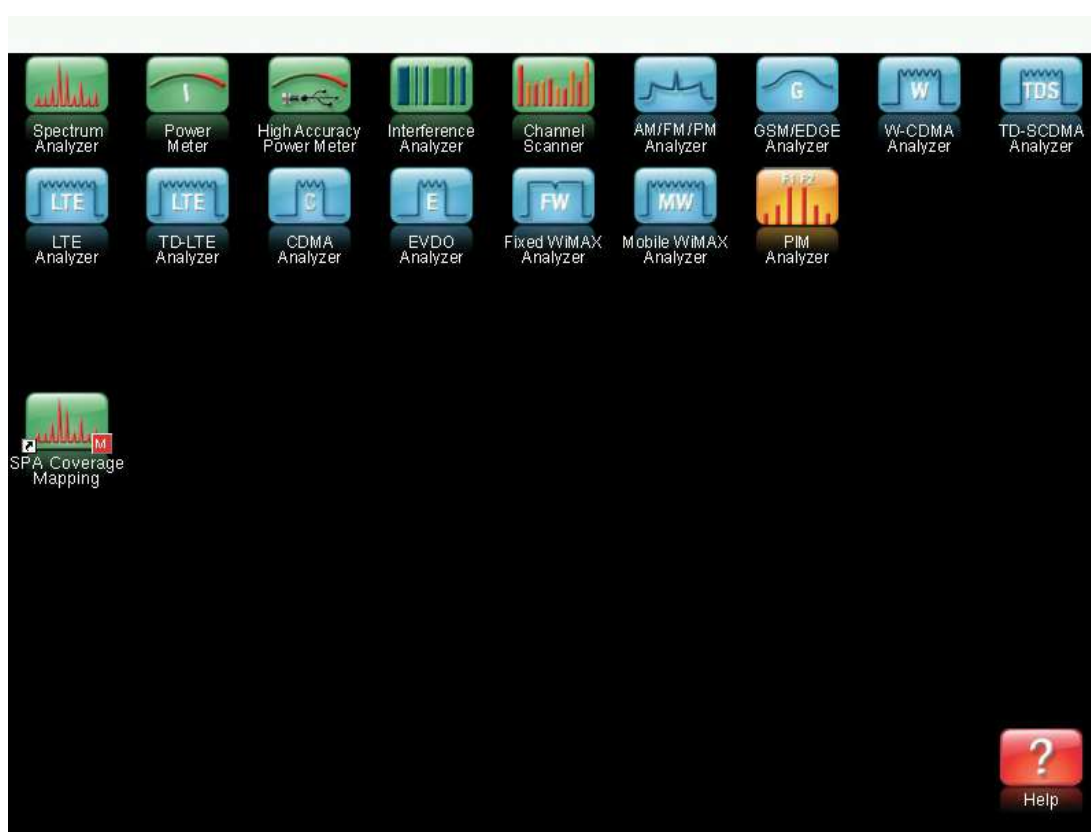 Spectrum
Analyzer
Power
Meter
High Accuracy
Power Meter
Interference
Analyzer
Channel
Scanner
AM/FM/PM
Analyzer
G
GSM/EDGE
Analyzer
W
W-CDMA
Analyzer
TDS
TD-SCDMA
Analyzer
LTE
LTE
Analyzer
LTE
TD-LTE
Analyzer
C
CDMA
Analyzer
E
EVDO
Analyzer
FW
Fixed WiMAX
Analyzer
MW
Mobile WiMAX
Analyzer
F1 F2
PIM
Analyzer
M
SPA Coverage
Mapping
?
Help